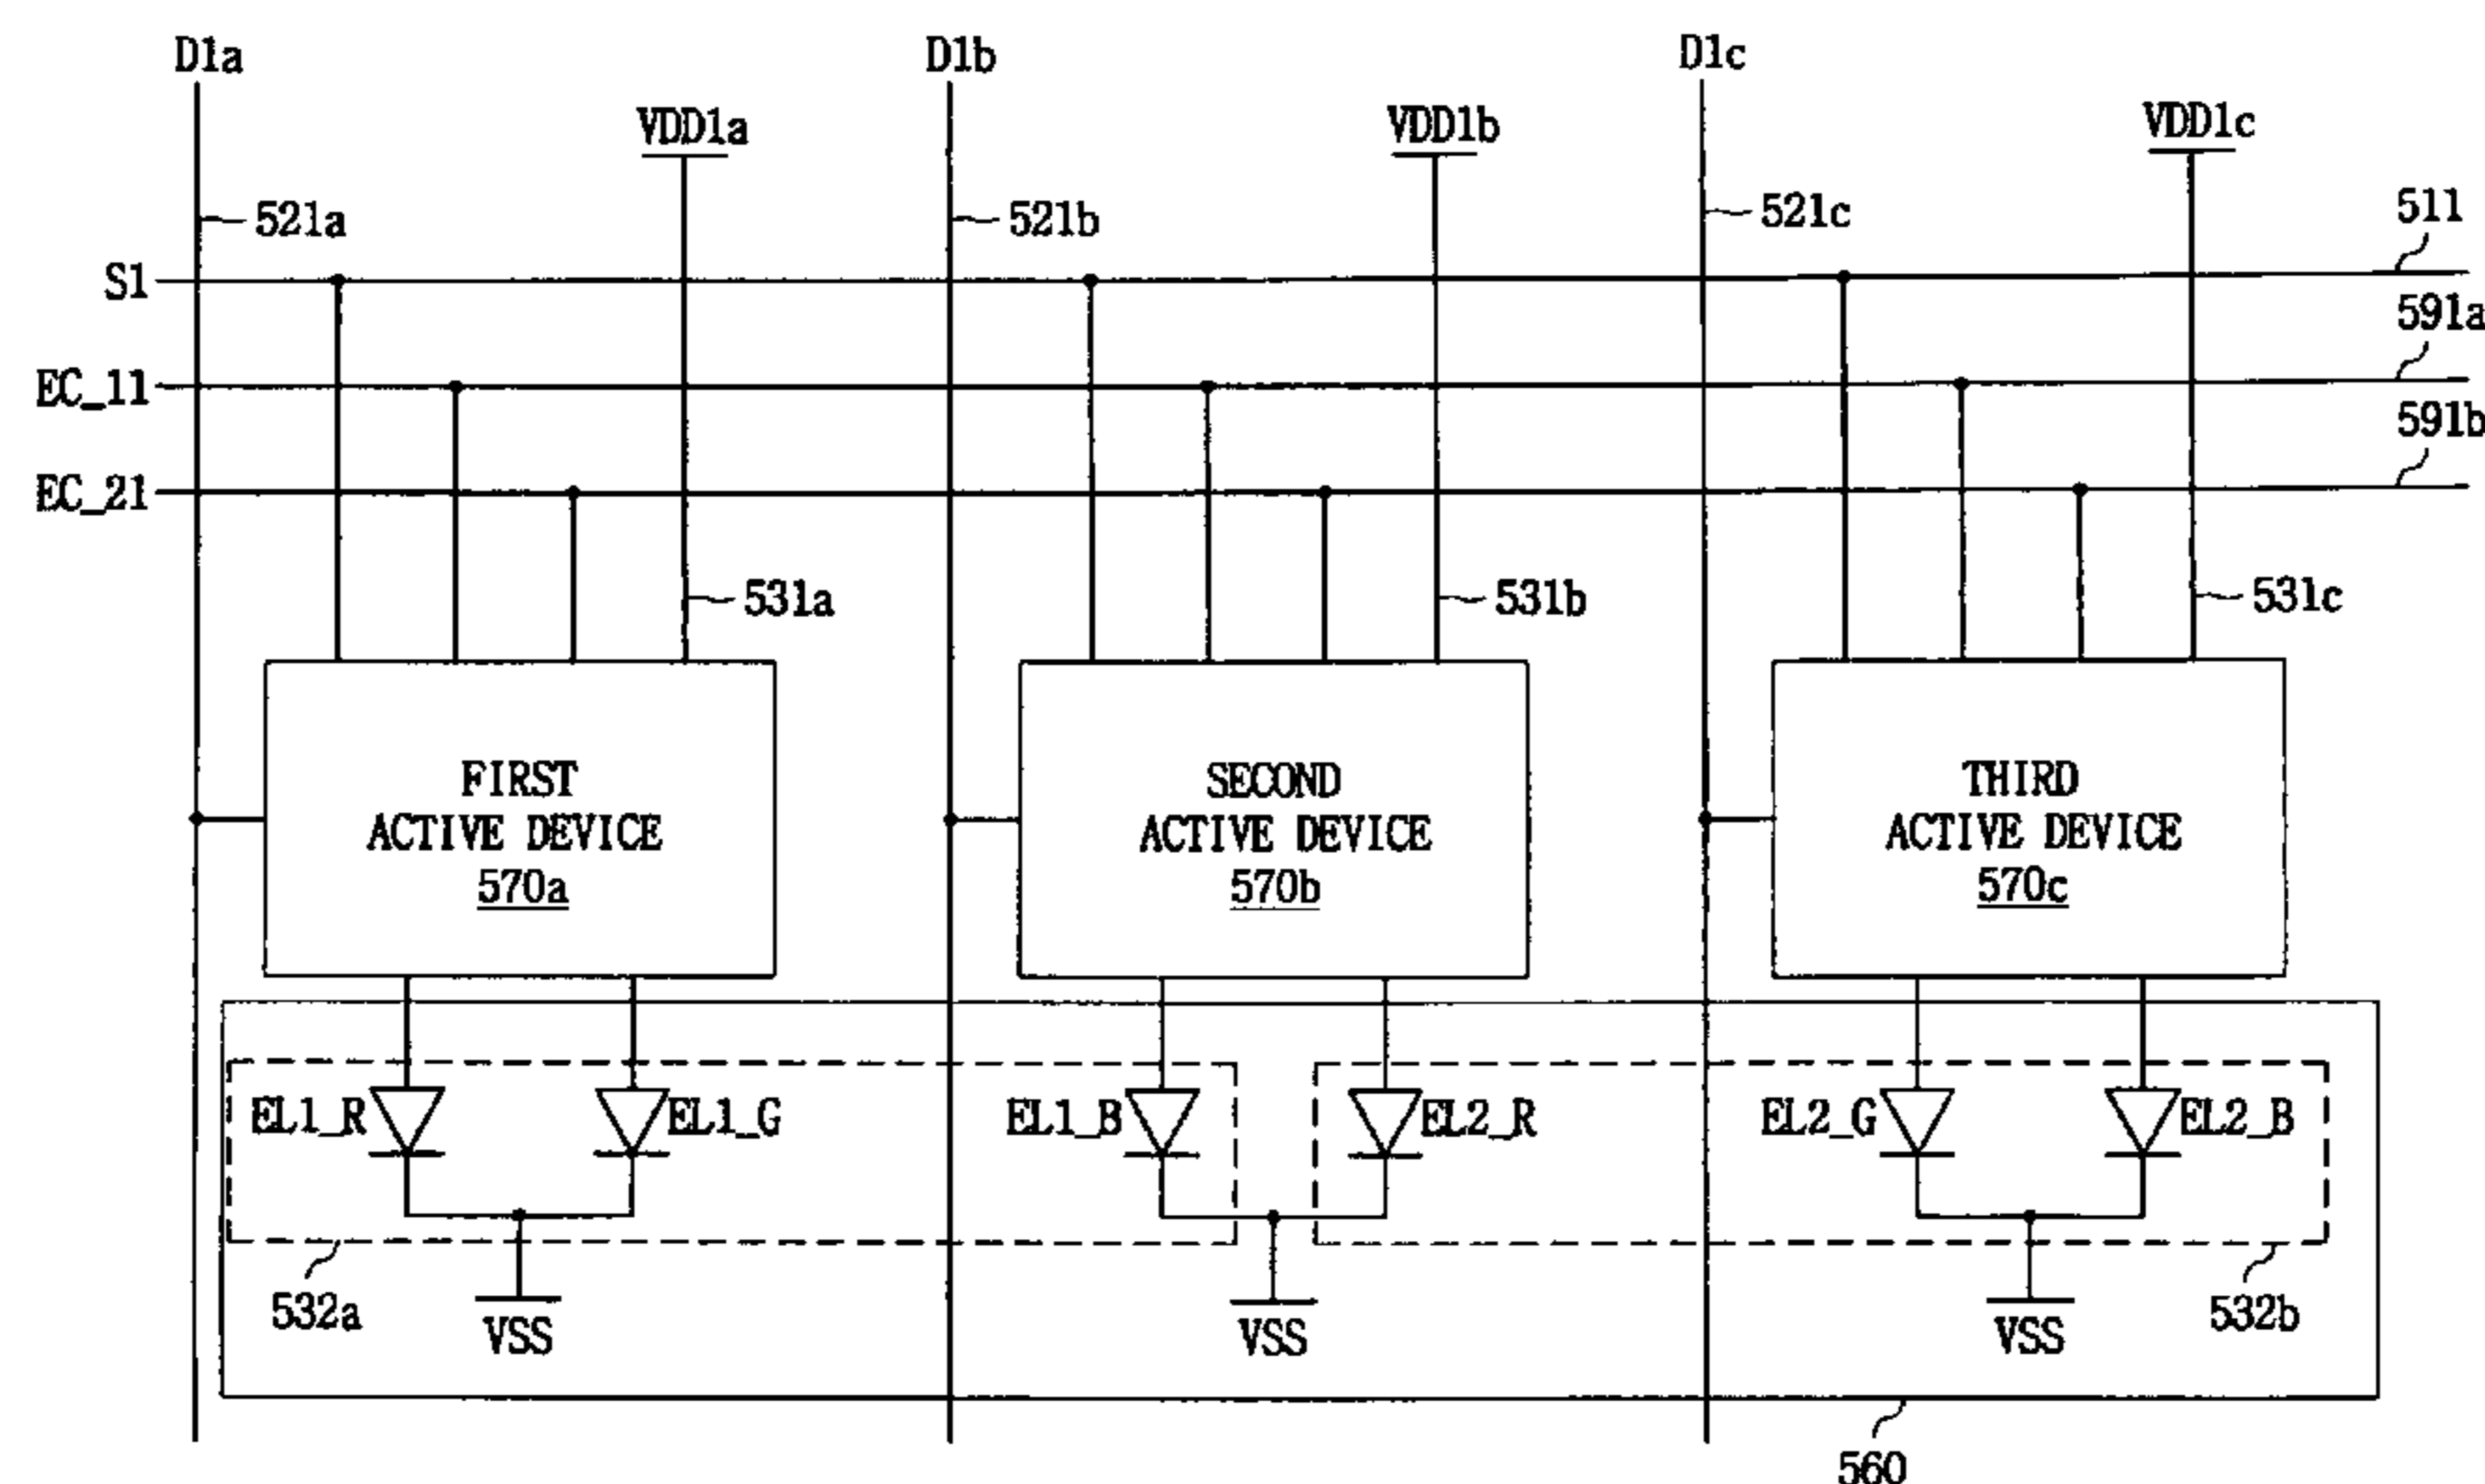 D1a
D1b
D1c
VDD1a
VDD1b
VDD1c
521a
521b
521c
511
S1
591a
EC_11
591b
EC_21
531a
531b
531c
FIRST
ACTIVE DEVICE
570a
SECOND
ACTIVE DEVICE
570b
THIRD
ACTIVE DEVICE
570c
EL1_R
EL1_G
EL1_B
EL2_R
EL2_G
EL2_B
532a
VSS
VSS
VSS
532b
560